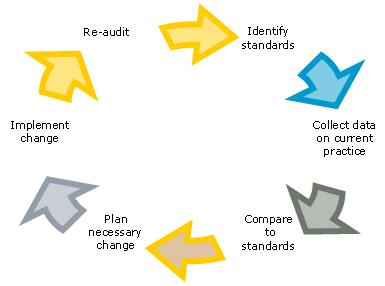 Re-audit
Identify
standards
Collect data
on current
practice
Compare
to
standards
Plan
necessary
change
Implement
change